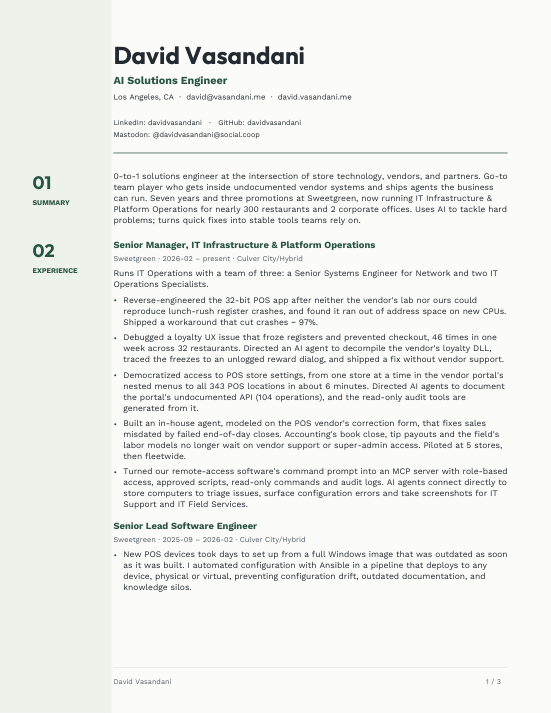 David Vasandani
AI Solutions Engineer
Los Angeles, CA · david@vasandani.me · david.vasandani.me
LinkedIn: davidvasandani · GitHub: davidvasandani
Mastodon: @davidvasandani@social.coop
01
SUMMARY
0-to-1 solutions engineer at the intersection of store technology, vendors, and partners. Go-to
team player who gets inside undocumented vendor systems and ships agents the business
can run. Seven years and three promotions at Sweetgreen, now running IT Infrastructure &
Platform Operations for nearly 300 restaurants and 2 corporate offices. Uses AI to tackle hard
problems; turns quick fixes into stable tools teams rely on.
02
EXPERIENCE
Senior Manager, IT Infrastructure & Platform Operations
Sweetgreen · 2026-02 – present · Culver City/Hybrid
Runs IT Operations with a team of three: a Senior Systems Engineer for Network and two IT
Operations Specialists.
• Reverse-engineered the 32-bit POS app after neither the vendor's lab nor ours could
reproduce lunch-rush register crashes, and found it ran out of address space on new CPUs.
Shipped a workaround that cut crashes ~ 97%.
• Debugged a loyalty UX issue that froze registers and prevented checkout, 46 times in one
week across 32 restaurants. Directed an AI agent to decompile the vendor's loyalty DLL,
traced the freezes to an unlogged reward dialog, and shipped a fix without vendor support.
• Democratized access to POS store settings, from one store at a time in the vendor portal's
nested menus to all 343 POS locations in about 6 minutes. Directed AI agents to document
the portal's undocumented API (104 operations), and the read-only audit tools are
generated from it.
• Built an in-house agent, modeled on the POS vendor's correction form, that fixes sales
misdated by failed end-of-day closes. Accounting's book close, tip payouts and the field's
labor models no longer wait on vendor support or super-admin access. Piloted at 5 stores,
then fleetwide.
• Turned our remote-access software's command prompt into an MCP server with role-based
access, approved scripts, read-only commands and audit logs. AI agents connect directly to
store computers to triage issues, surface configuration errors and take screenshots for IT
Support and IT Field Services.
Senior Lead Software Engineer
Sweetgreen · 2025-09 – 2026-02 · Culver City/Hybrid
• New POS devices took days to set up from a full Windows image that was outdated as soon
as it was built. I automated configuration with Ansible in a pipeline that deploys to any
device, physical or virtual, preventing configuration drift, outdated documentation, and
knowledge silos.
David Vasandani
1 / 3